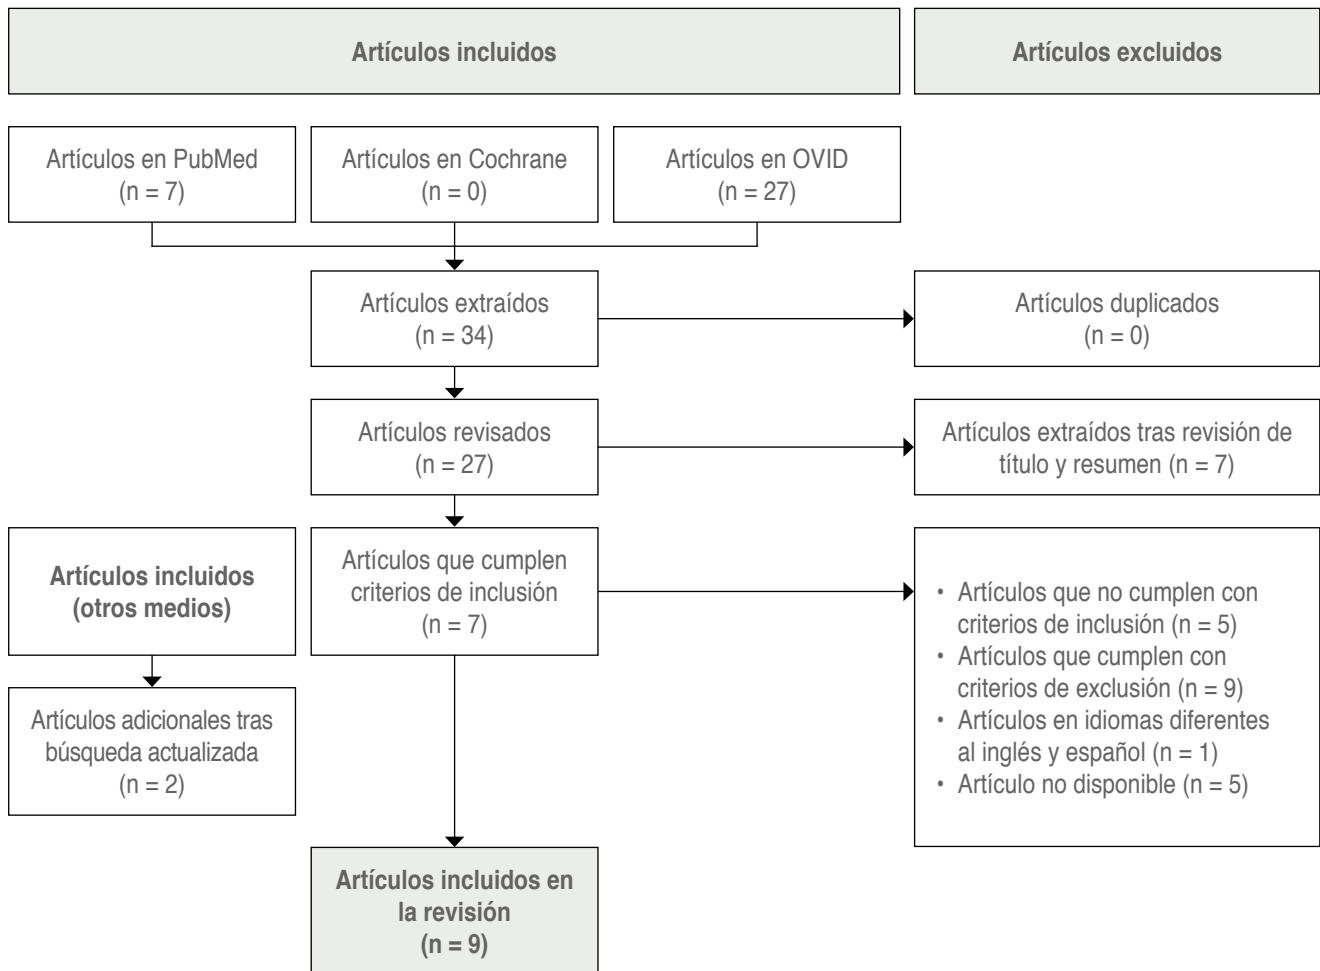 Artículos incluidos
Artículos excluidos
Artículos en PubMed
(n = 7)
Artículos en Cochrane
(n = 0)
Artículos en OVID
(n = 27)
Artículos extraídos
(n = 34)
Artículos duplicados
(n = 0)
Artículos revisados
(n = 27)
Artículos extraídos tras revisión de
título y resumen (n = 7)
Artículos incluidos
(otros medios)
Artículos que cumplen
criterios de inclusión
(n = 7)
• Artículos que no cumplen con
criterios de inclusión (n = 5)
• Artículos que cumplen con
criterios de exclusión (n = 9)
• Artículos en idiomas diferentes
al inglés y español (n = 1)
• Artículo no disponible (n = 5)
Artículos adicionales tras
búsqueda actualizada
(n = 2)
Artículos incluidos en
la revisión
(n = 9)